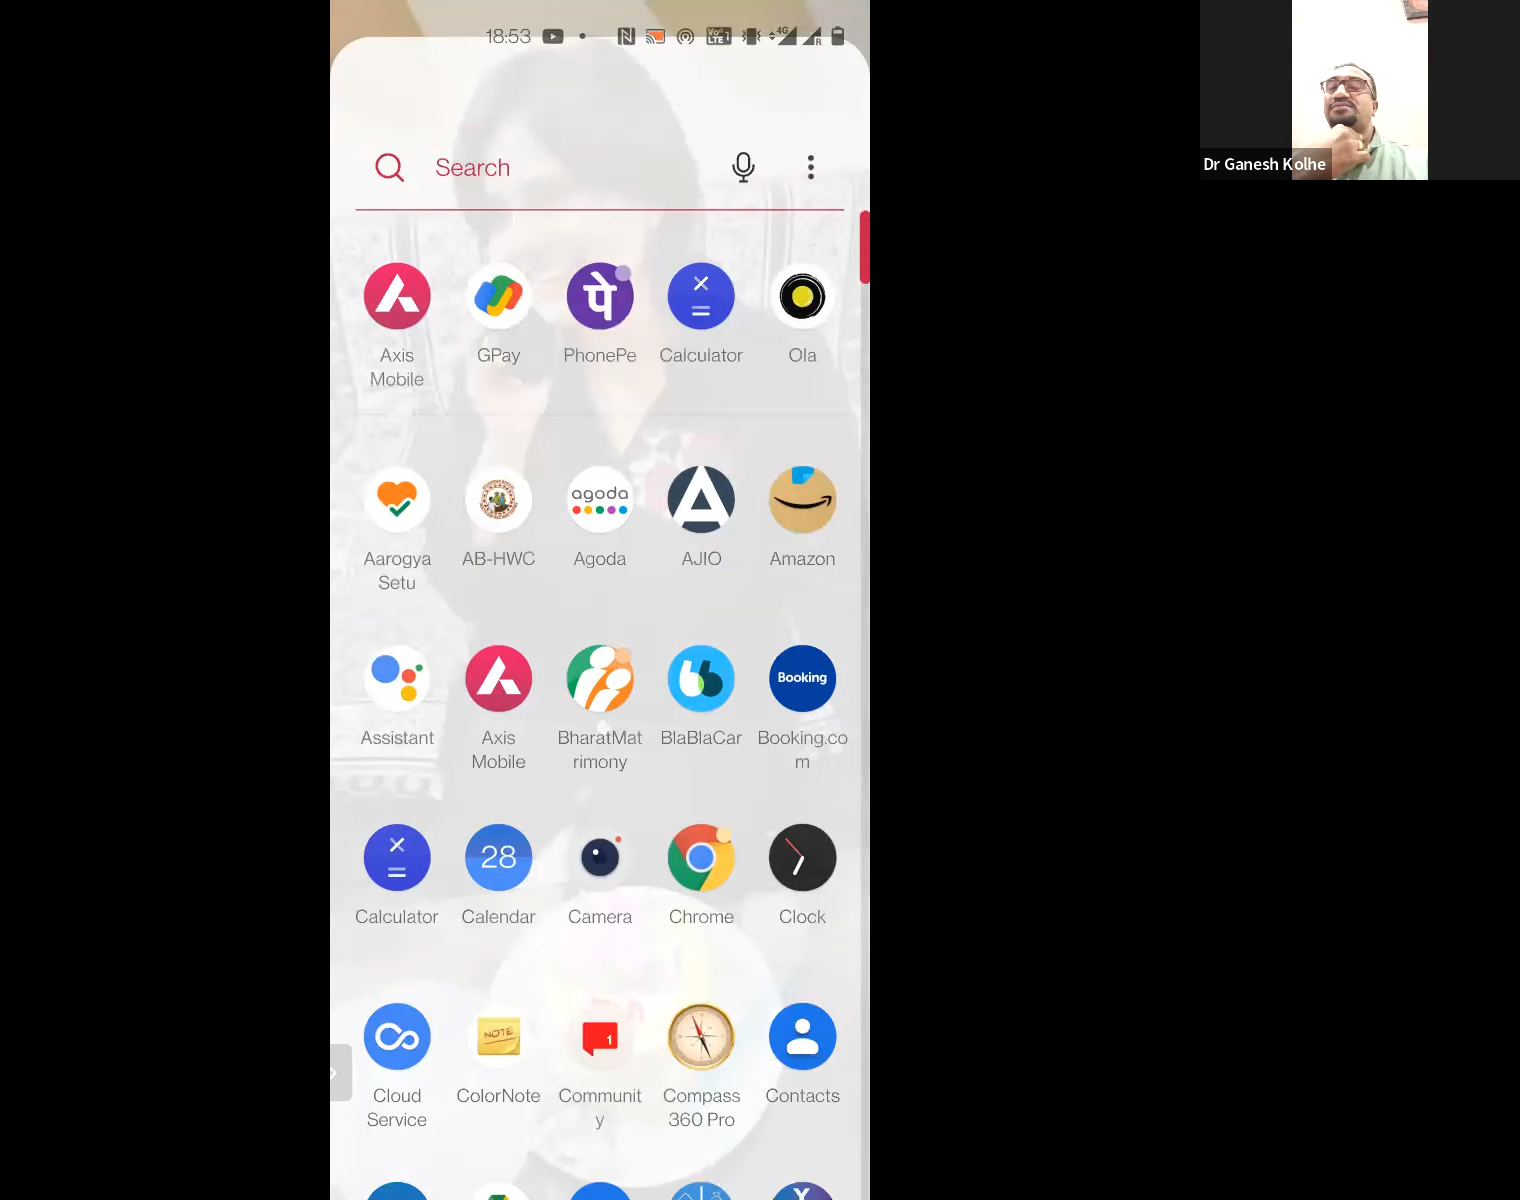 18:53 VoLTE1 4G R
Dr Ganesh Kolhe
Search
पे
Axis Mobile GPay PhonePe Calculator Ola
agoda
Aarogya Setu AB-HWC Agoda AJIO Amazon
Booking
Assistant Axis Mobile BharatMatrimony BlaBlaCar Booking.com
28
Calculator Calendar Camera Chrome Clock
NOTE 1
Cloud Service ColorNote Community Compass 360 Pro Contacts